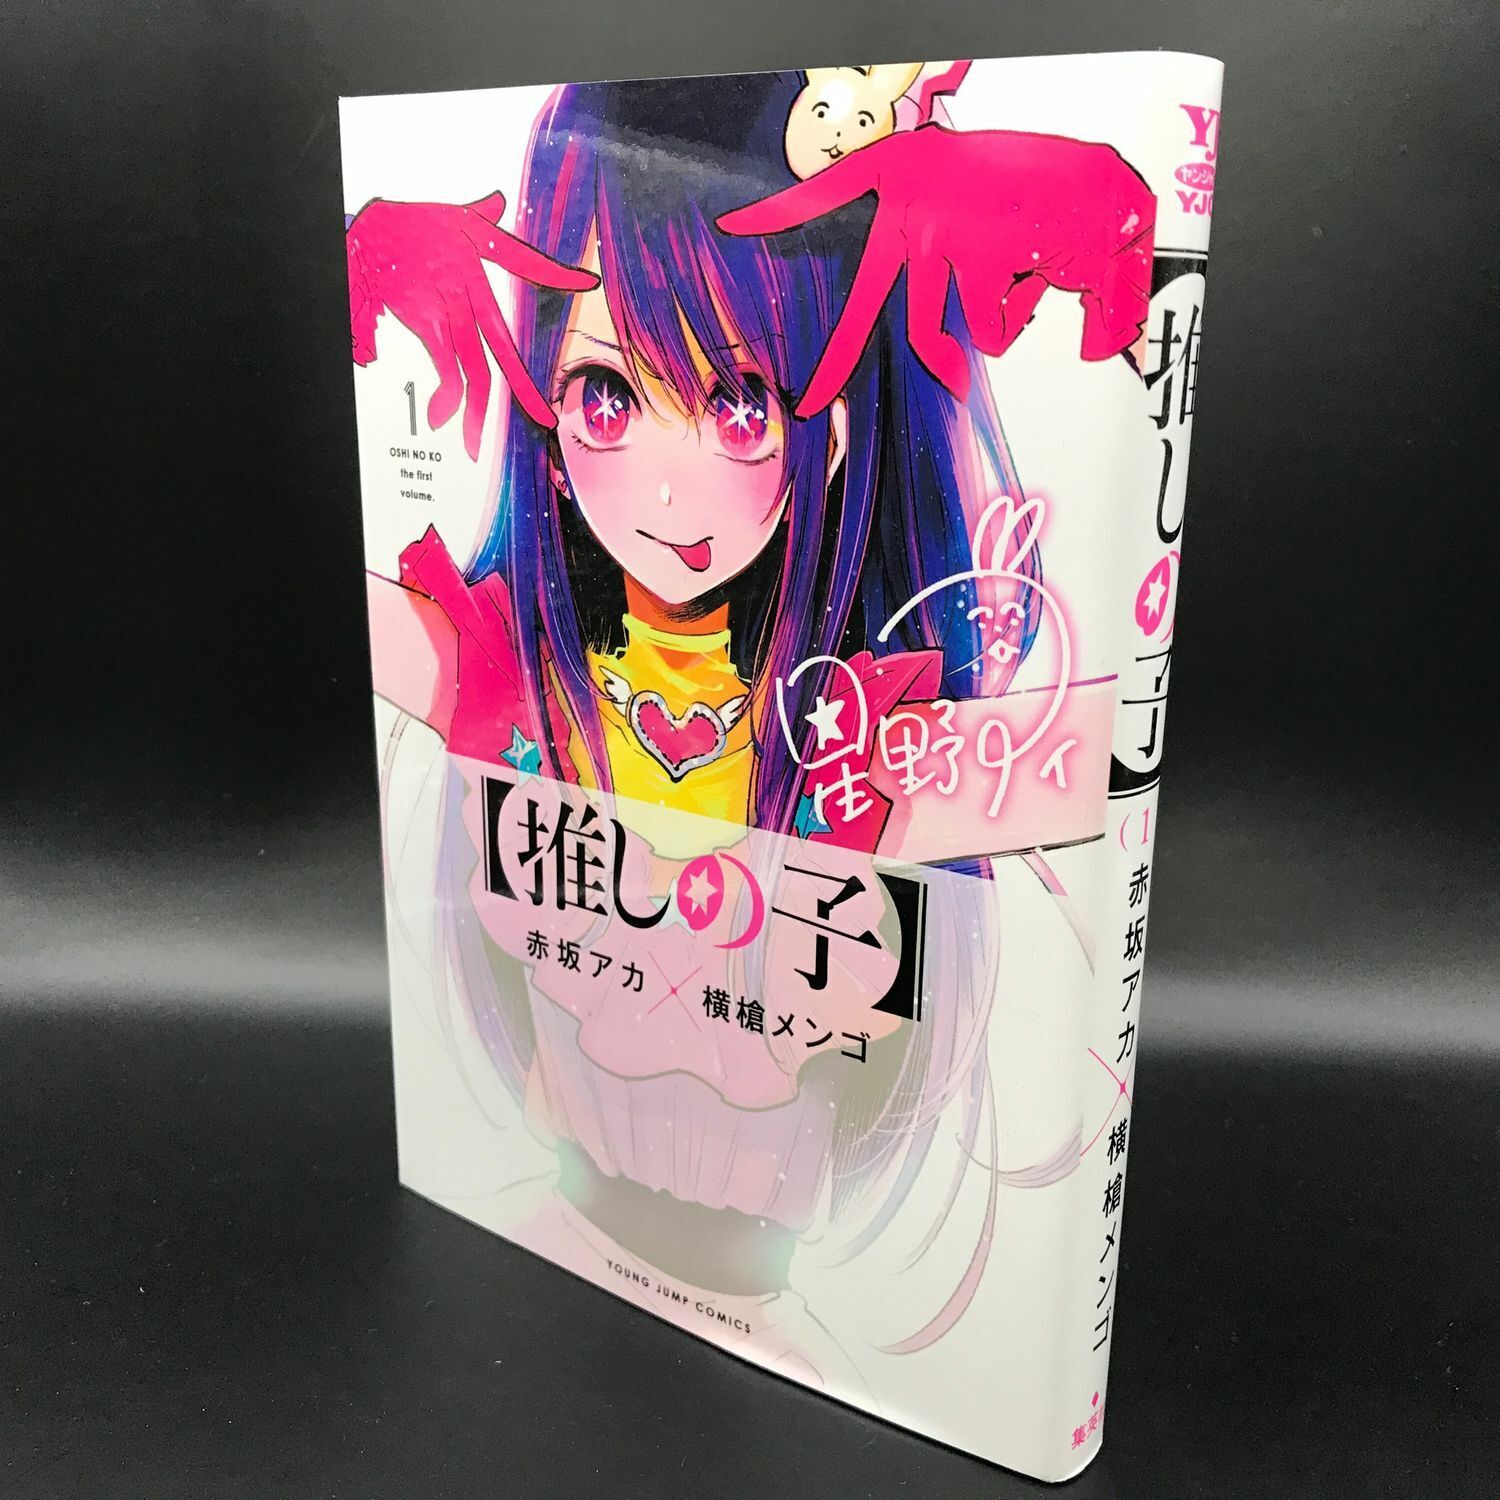 1
OSHI NO KO
the first
volume.
星野アイ
【推しの子】
赤坂アカ×横槍メンゴ
YOUNG JUMP COMICS
YJ
【推しの子】
(1
赤坂アカ×横槍メンゴ
集英